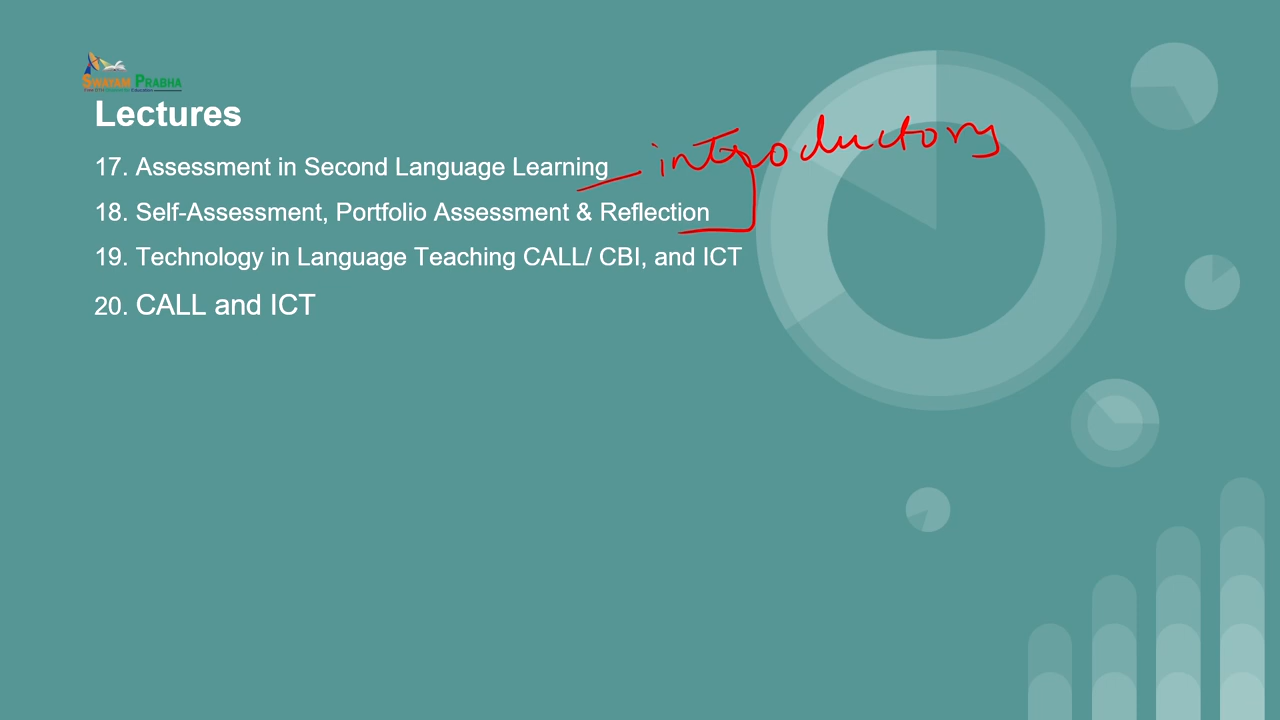 SWAYAM PRABHA
Lectures
17. Assessment in Second Language Learning introductory
18. Self-Assessment, Portfolio Assessment & Reflection
19. Technology in Language Teaching CALL/ CBI, and ICT
20. CALL and ICT